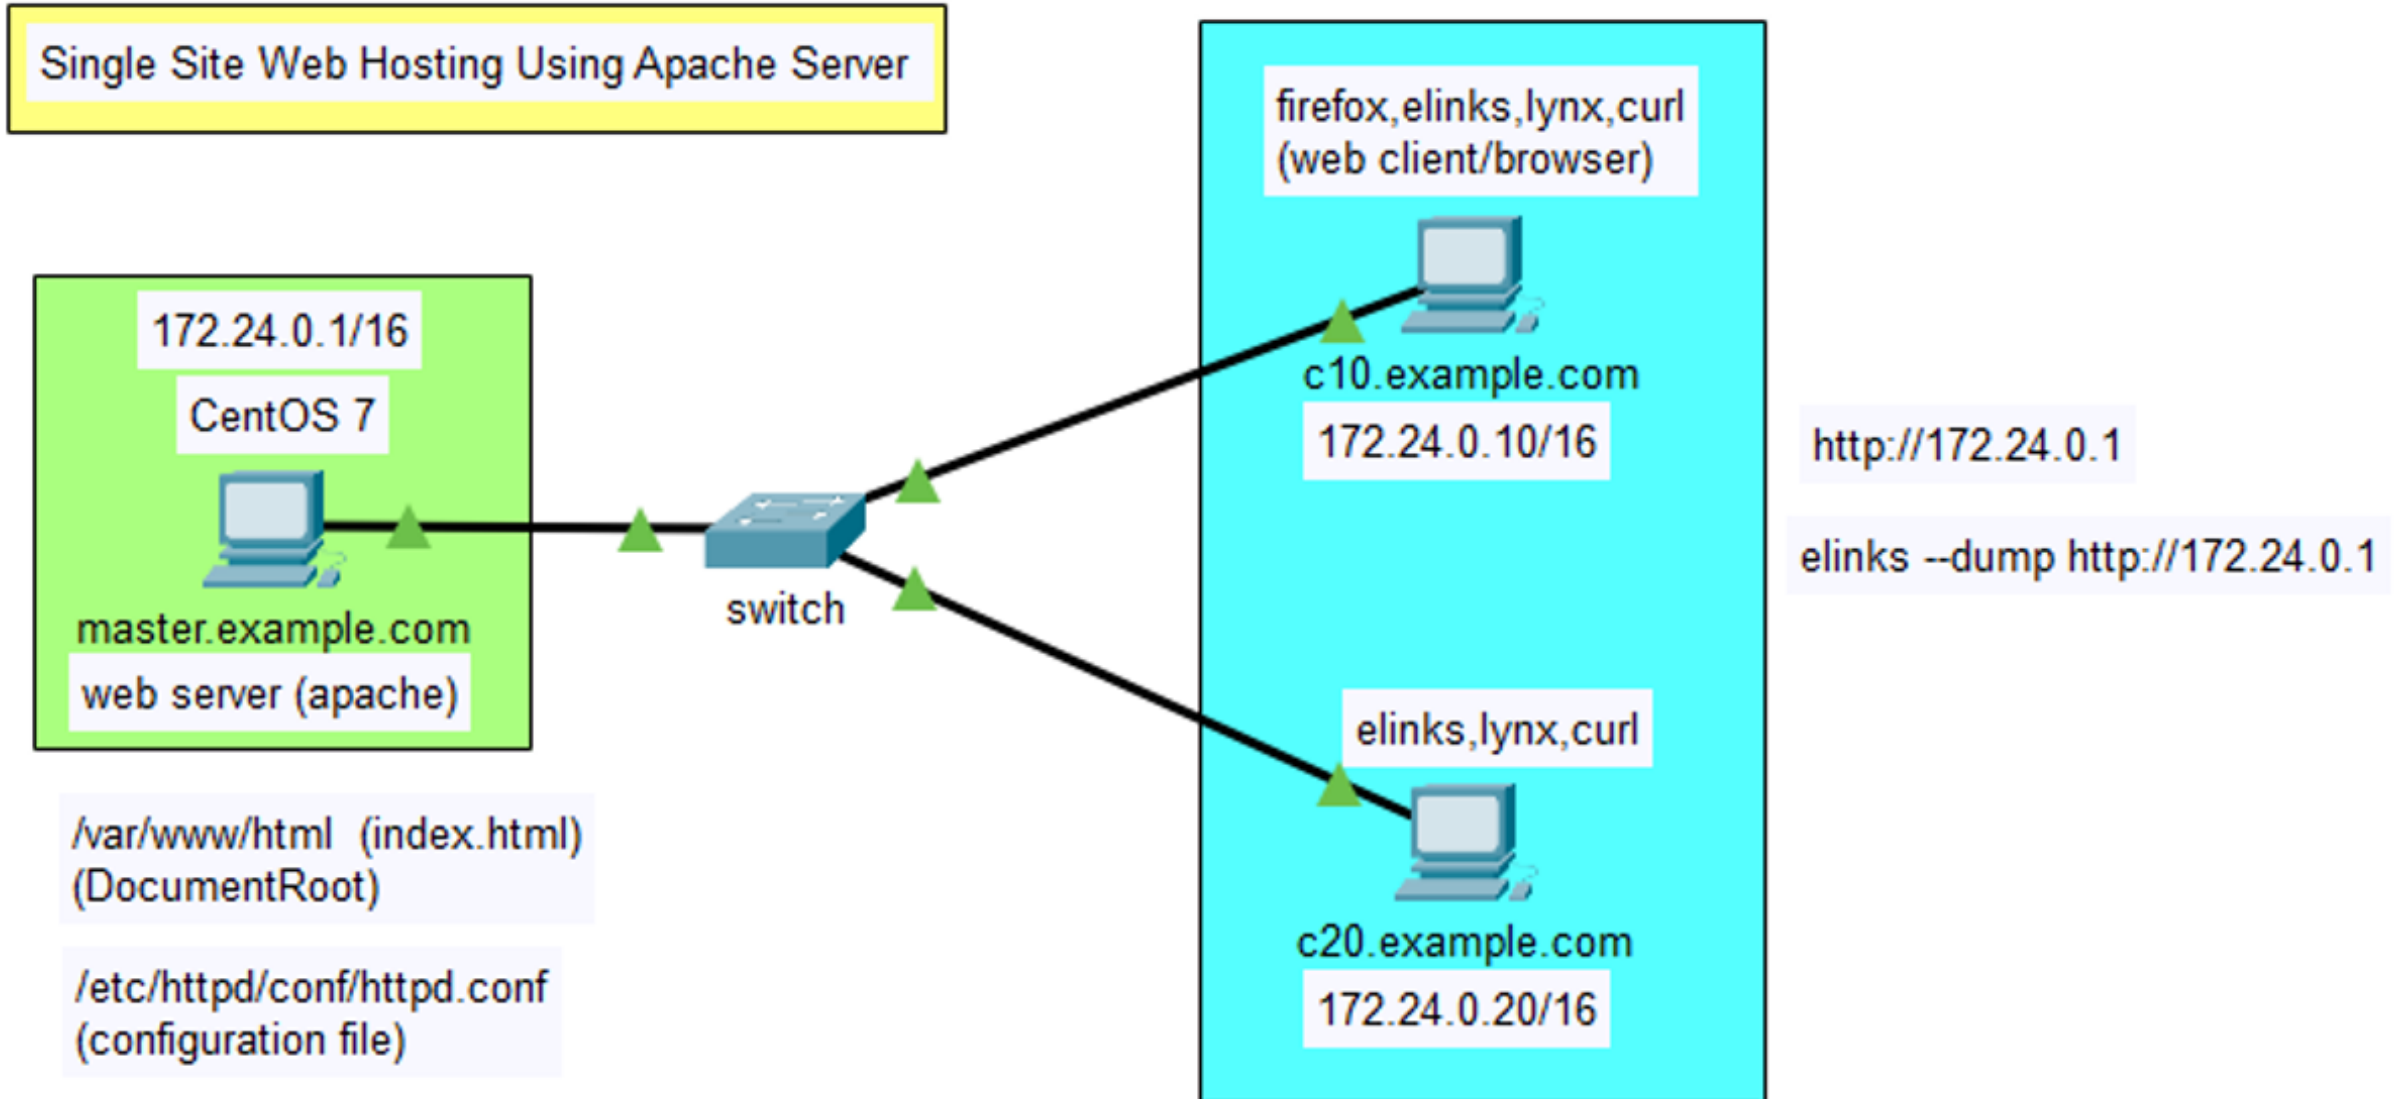 Single Site Web Hosting Using Apache Server
172.24.0.1/16
CentOS 7
master.example.com
web server (apache)
/var/www/html  (index.html)
(DocumentRoot)
/etc/httpd/conf/httpd.conf
(configuration file)
switch
firefox,elinks,lynx,curl
(web client/browser)
c10.example.com
172.24.0.10/16
elinks,lynx,curl
c20.example.com
172.24.0.20/16
http://172.24.0.1
elinks --dump http://172.24.0.1